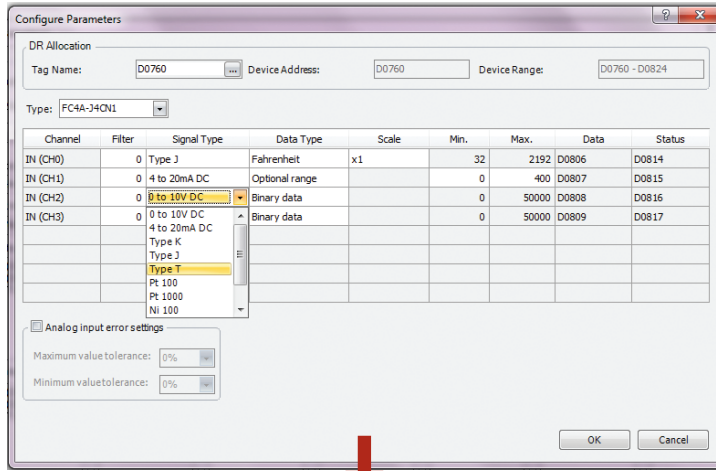 Configure Parameters
DR Allocation
Tag Name: D0760 ... Device Address: D0760 Device Range: D0760 - D0824
Type: FC4A-J4CN1
Channel Filter Signal Type Data Type Scale Min. Max. Data Status
IN (CH0) 0 Type J Fahrenheit x1 32 2192 D0806 D0814
IN (CH1) 0 4 to 20mA DC Optional range 0 400 D0807 D0815
IN (CH2) 0 0 to 10V DC Binary data 0 50000 D0808 D0816
IN (CH3) 0 Binary data 0 50000 D0809 D0817
0 to 10V DC
4 to 20mA DC
Type K
Type J
Type T
Pt 100
Pt 1000
Ni 100
Analog input error settings
Maximum value tolerance: 0%
Minimum valuetolerance: 0%
OK Cancel